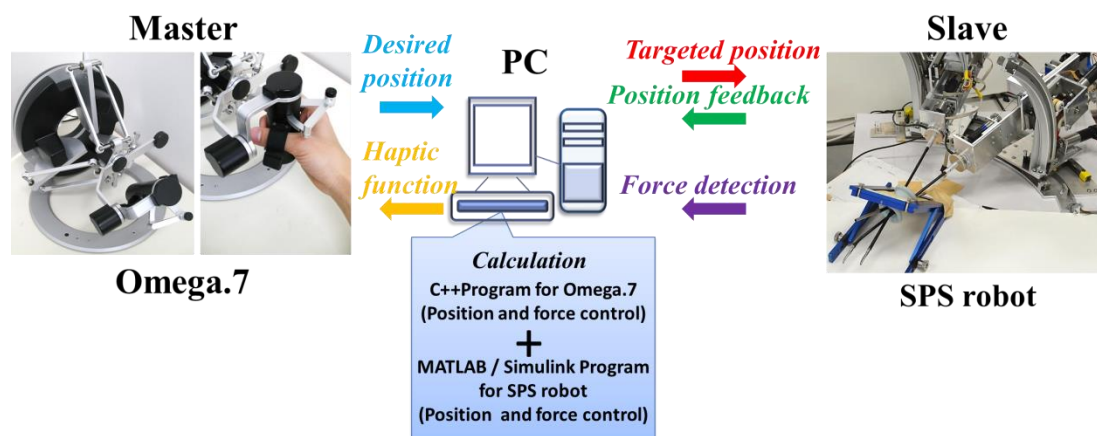 Master
Omega.7
Desired
position
Haptic
function
PC
Calculation
C++Program for Omega.7
(Position and force control)
+
MATLAB / Simulink Program
for SPS robot
(Position and force control)
Targeted position
Position feedback
Force detection
Slave
SPS robot